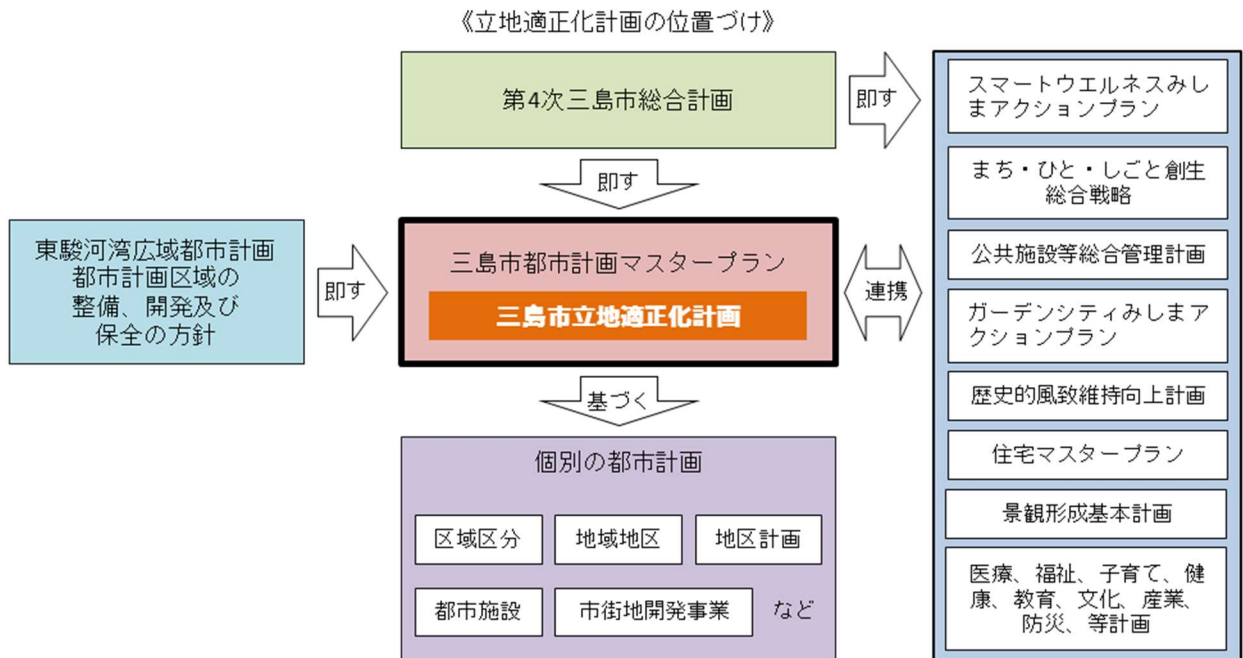 《立地適正化計画の位置づけ》
第4次三島市総合計画
即す
即す
東駿河湾広域都市計画
都市計画区域の
整備、開発及び
保全の方針
即す
三島市都市計画マスタープラン
三島市立地適正化計画
連携
基づく
個別の都市計画
区域区分
地域地区
地区計画
都市施設
市街地開発事業
など
スマートウエルネスみし
まアクションプラン
まち・ひと・しごと創生
総合戦略
公共施設等総合管理計画
ガーデンシティみしまア
クションプラン
歴史的風致維持向上計画
住宅マスタープラン
景観形成基本計画
医療、福祉、子育て、健
康、教育、文化、産業、
防災、等計画